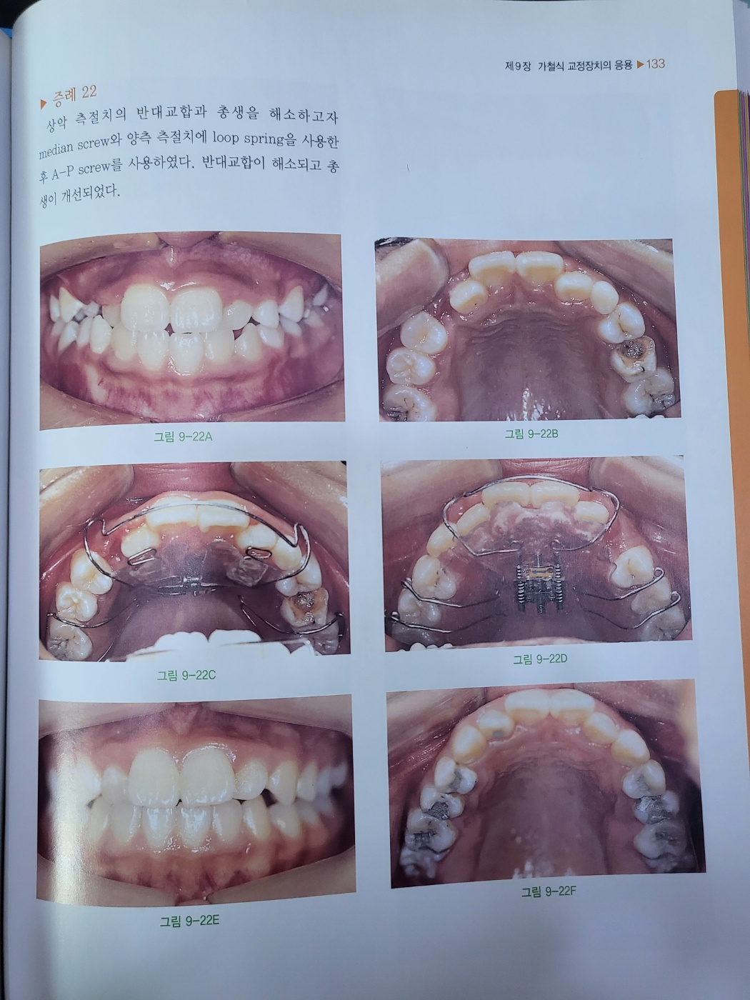 제9장 가철식 교정장치의 응용 ▶133
▶ 증례 22
상악 측절치의 반대교합과 총생을 해소하고자
median screw와 양측 측절치에 loop spring을 사용한
후 A-P screw를 사용하였다. 반대교합이 해소되고 총
생이 개선되었다.
그림 9-22A
그림 9-22B
그림 9-22C
그림 9-22D
그림 9-22E
그림 9-22F